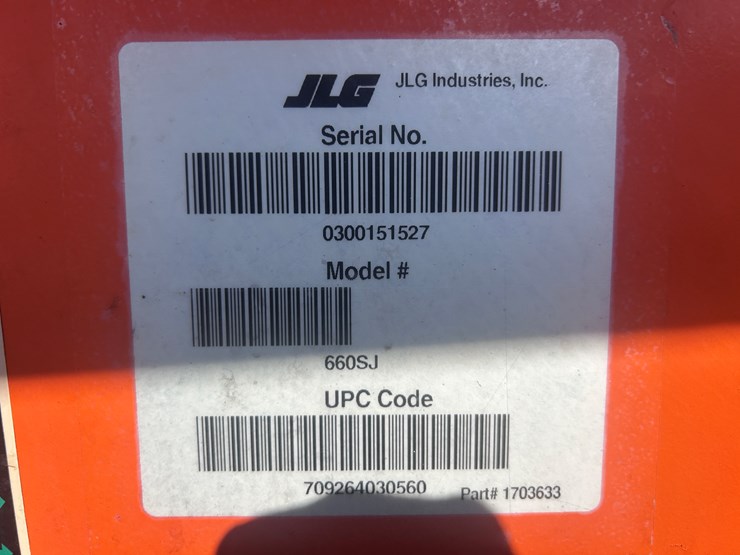 JLG JLG Industries, Inc.
Serial No.
0300151527
Model #
660SJ
UPC Code
709264030560
Part# 1703633